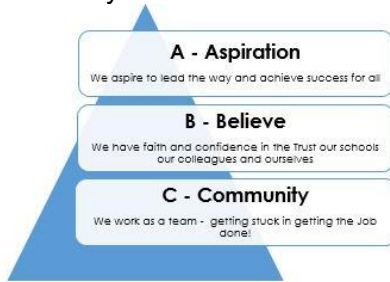 A - Aspiration
We aspire to lead the way and achieve success for all
B - Believe
We have faith and confidence in the Trust our schools
our colleagues and ourselves
C - Community
We work as a team - getting stuck in getting the Job
done!